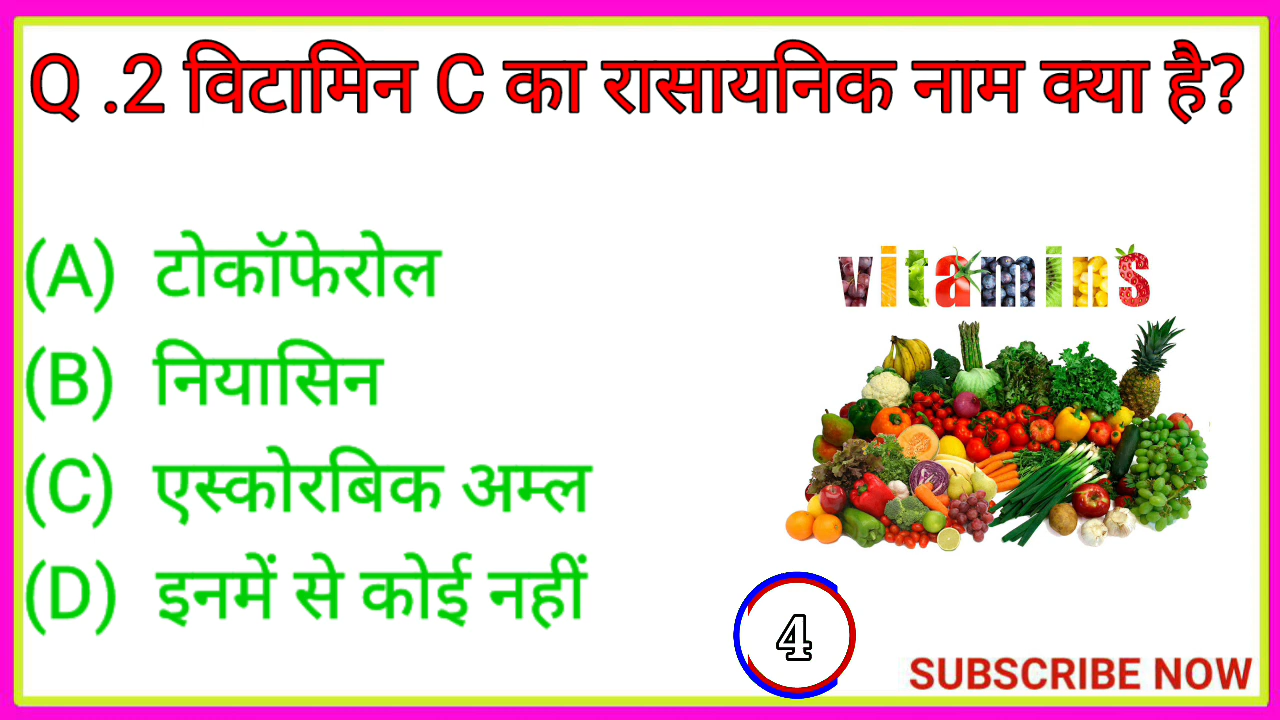 Q .2 विटामिन C का रासायनिक नाम क्या है?
(A) टोकॉफेरोल
(B) नियासिन
(C) एस्कोरबिक अम्ल
(D) इनमें से कोई नहीं
vitamins
4
SUBSCRIBE NOW